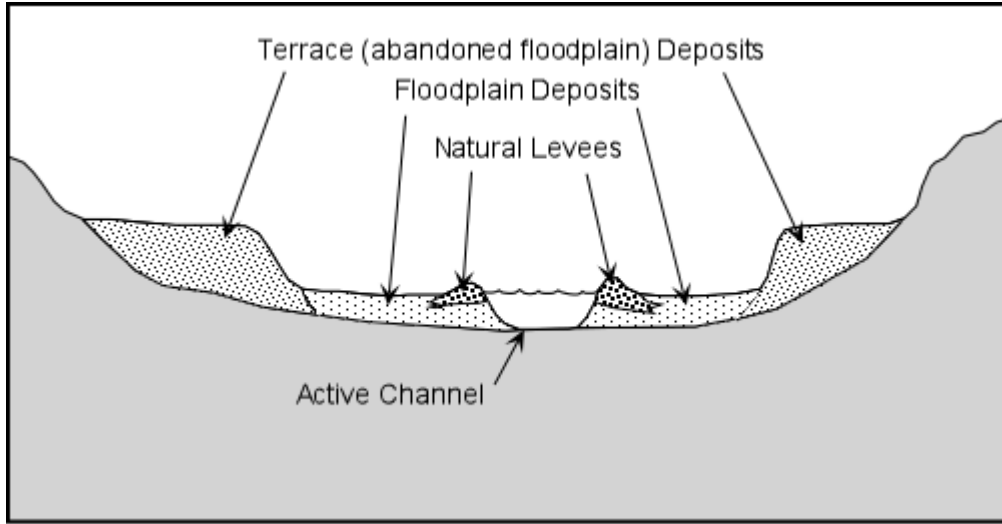 Terrace (abandoned floodplain) Deposits
Floodplain Deposits
Natural Levees
Active Channel